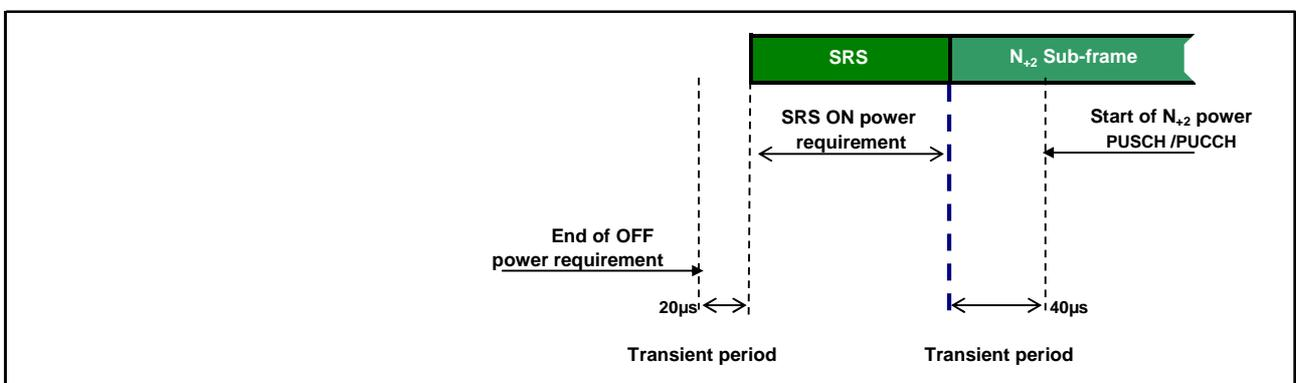 SRS
N+2 Sub-frame
SRS ON power
requirement
Start of N+2 power
PUSCH /PUCCH
End of OFF
power requirement
20µs
40µs
Transient period
Transient period